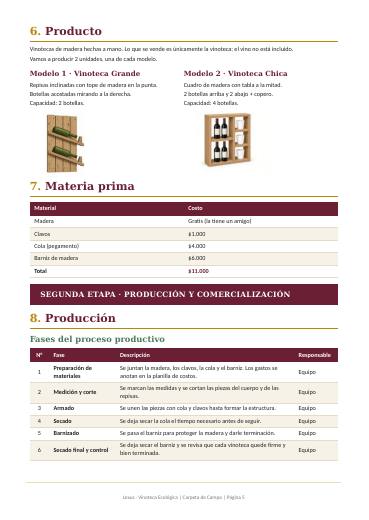 6. Producto
Vinotecas de madera hechas a mano. Lo que se vende es únicamente la vinoteca: el vino no está incluido.
Vamos a producir 2 unidades, una de cada modelo.
Modelo 1 · Vinoteca Grande
Repisas inclinadas con tope de madera en la punta.
Botellas acostadas mirando a la derecha.
Capacidad: 2 botellas.
Modelo 2 · Vinoteca Chica
Cuadro de madera con tabla a la mitad.
2 botellas arriba y 2 abajo + copero.
Capacidad: 4 botellas.
7. Materia prima
Material Costo
Madera Gratis (la tiene un amigo)
Clavos $1.000
Cola (pegamento) $4.000
Barniz de madera $6.000
Total $11.000
SEGUNDA ETAPA · PRODUCCIÓN Y COMERCIALIZACIÓN
8. Producción
Fases del proceso productivo
Nº Fase Descripción Responsable
1 Preparación de materiales Se juntan la madera, los clavos, la cola y el barniz. Los gastos se anotan en la planilla de costos. Equipo
2 Medición y corte Se marcan las medidas y se cortan las piezas del cuerpo y de las repisas. Equipo
3 Armado Se unen las piezas con cola y clavos hasta formar la estructura. Equipo
4 Secado Se deja secar la cola el tiempo necesario antes de seguir. Equipo
5 Barnizado Se pasa el barniz para proteger la madera y darle terminación. Equipo
6 Secado final y control Se deja secar el barniz y se revisa que cada vinoteca quede firme y bien terminada. Equipo
Vinoteca Ecológica | Carpeta de Campo | Página 5